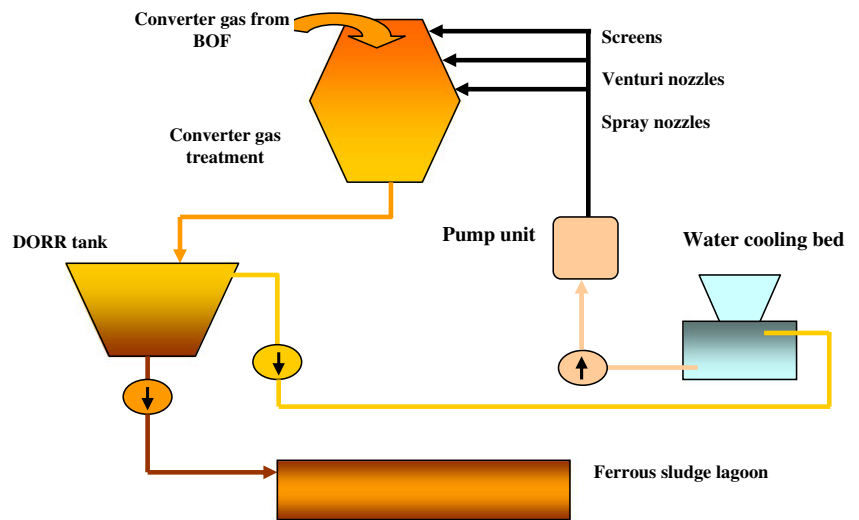 Converter gas from
BOF
Screens
Venturi nozzles
Spray nozzles
Converter gas
treatment
DORR tank
Pump unit
Water cooling bed
Ferrous sludge lagoon